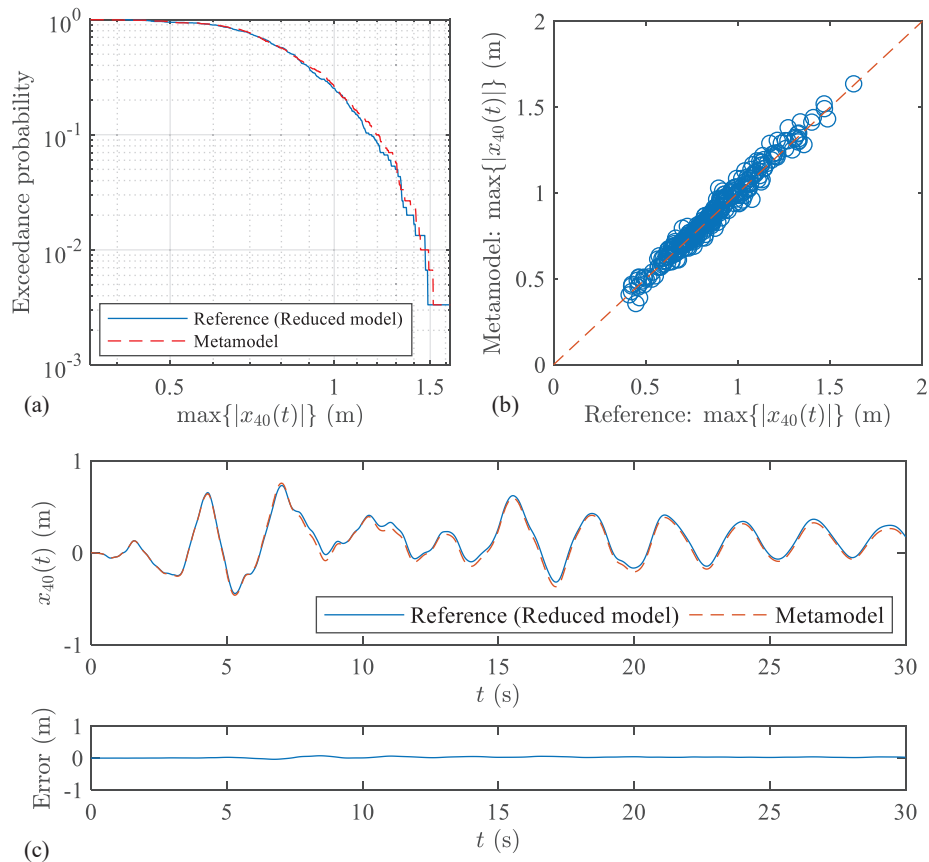 10^0
10^-1
10^-2
10^-3
Exceedance probability
Reference (Reduced model)
Metamodel
0.5 1 1.5
max{|x_40(t)|} (m)
(a)
2
1.5
1
0.5
0
Metamodel: max{|x_40(t)|} (m)
0 0.5 1 1.5 2
Reference: max{|x_40(t)|} (m)
(b)
1
0
-1
x_40(t) (m)
Reference (Reduced model) Metamodel
0 5 10 15 20 25 30
t (s)
1
0
-1
Error (m)
0 5 10 15 20 25 30
t (s)
(c)